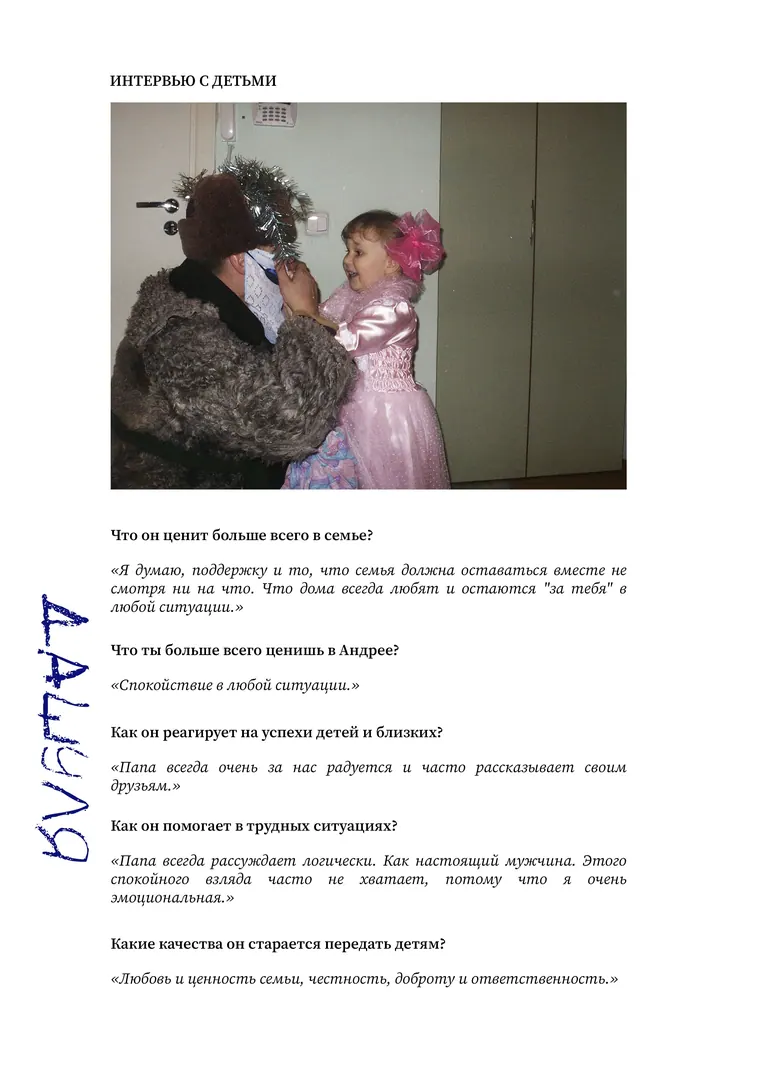 ИНТЕРВЬЮ С ДЕТЬМИ
Что он ценит больше всего в семье?
«Я думаю, поддержку и то, что семья должна оставаться вместе не
смотря ни на что. Что дома всегда любят и остаются "за тебя" в
любой ситуации.»
Что ты больше всего ценишь в Андрее?
«Спокойствие в любой ситуации.»
Как он реагирует на успехи детей и близких?
«Папа всегда очень за нас радуется и часто рассказывает своим
друзьям.»
Как он помогает в трудных ситуациях?
«Папа всегда рассуждает логически. Как настоящий мужчина. Этого
спокойного взгляда часто не хватает, потому что я очень
эмоциональная.»
Какие качества он старается передать детям?
«Любовь и ценность семьи, честность, доброту и ответственность.»